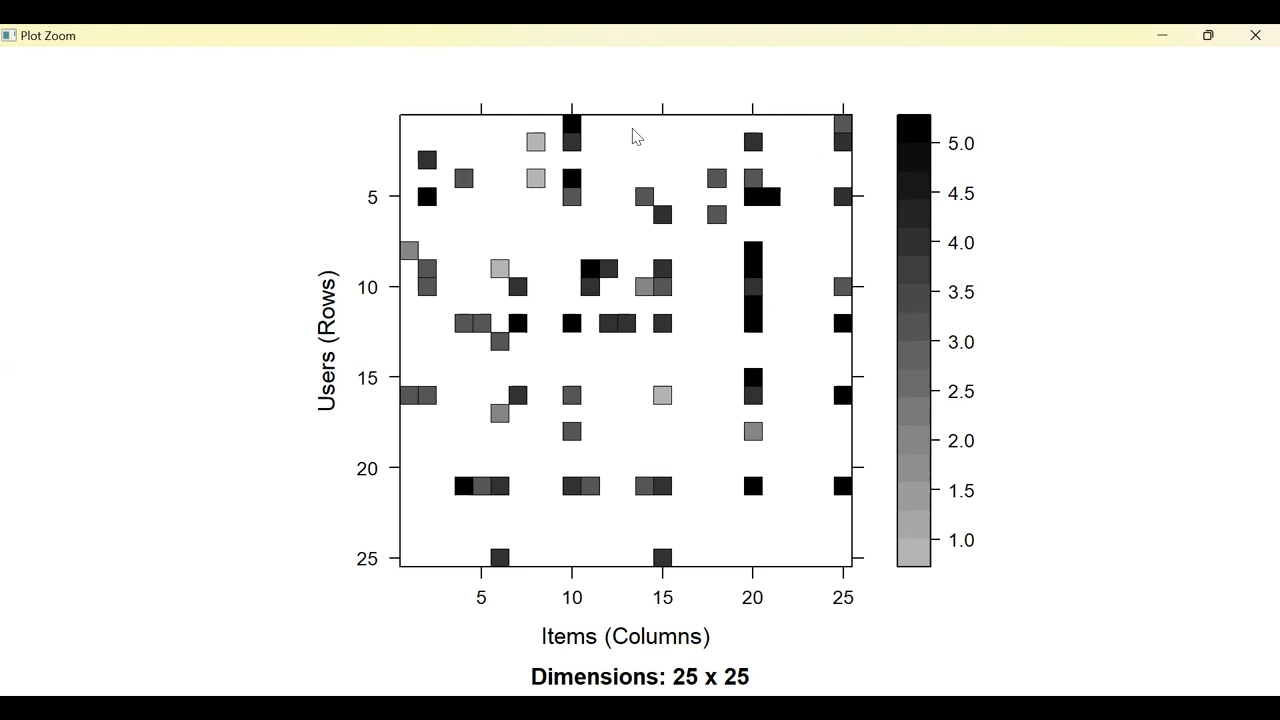 Plot Zoom
5.0
4.5
4.0
3.5
3.0
2.5
2.0
1.5
1.0
5
10
15
20
25
Users (Rows)
5 10 15 20 25
Items (Columns)
Dimensions: 25 x 25